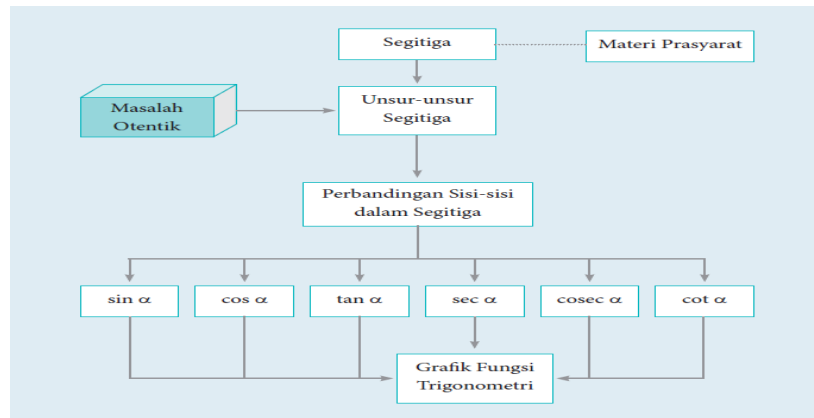 Segitiga
Materi Prasyarat
Masalah
Otentik
Unsur-unsur
Segitiga
Perbandingan Sisi-sisi
dalam Segitiga
sin α
cos α
tan α
sec α
cosec α
cot α
Grafik Fungsi
Trigonometri